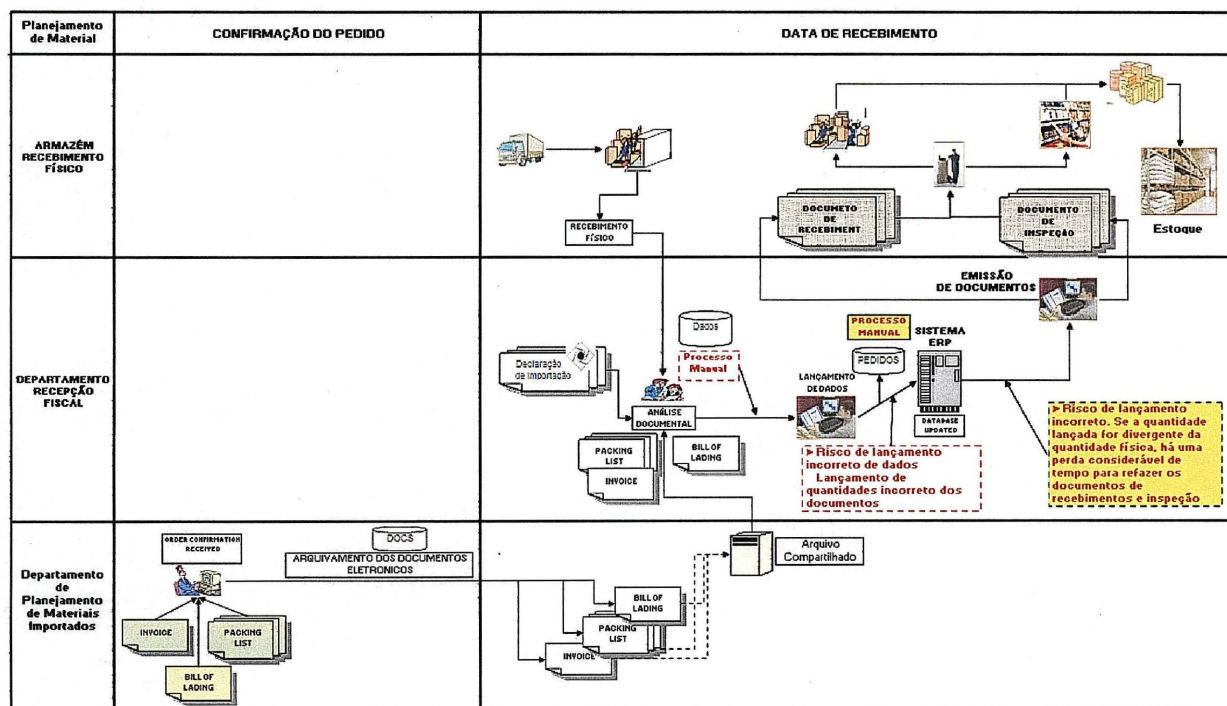 Planejamento
de Material
CONFIRMAÇÃO DO PEDIDO
DATA DE RECEBIMENTO
ARMAZÉM
RECEBIMENTO
FÍSICO
RECEBIMENTO
FÍSICO
DOCUMETO
DE
RECEBIMENT
DOCUMENTO
DE
INSPEÇÃO
Estoque
DEPARTAMENTO
RECEPÇÃO
FISCAL
EMISSÃO
DE DOCUMENTOS
Dados
Processo
Manual
PROCESSO
MANUAL
PEDIDOS
SISTEMA
ERP
DATABASE
UPDATED
Declaração
de Importação
LANÇAMENTO
DE DADOS
ANÁLISE
DOCUMENTAL
PACKING
LIST
INVOICE
BILL OF
LADING
➤Risco de lançamento
incorreto de dados
Lançamento de
quantidades incorreto dos
documentos
➤Risco de lançamento
incorreto. Se a quantidade
lançada for divergente da
quantidade física, há uma
perda considerável de
tempo para refazer os
documentos de
recebimentos e inspeção
Departamento
de
Planejamento
de Materiais
Importados
ORDER CONFIRMATION
RECEIVED
DOCS
ARQUIVAMENTO DOS DOCUMENTOS
ELETRONICOS
INVOICE
PACKING
LIST
BILL OF
LADING
BILL OF
LADING
PACKING
LIST
INVOICE
Arquivo
Compartilhado